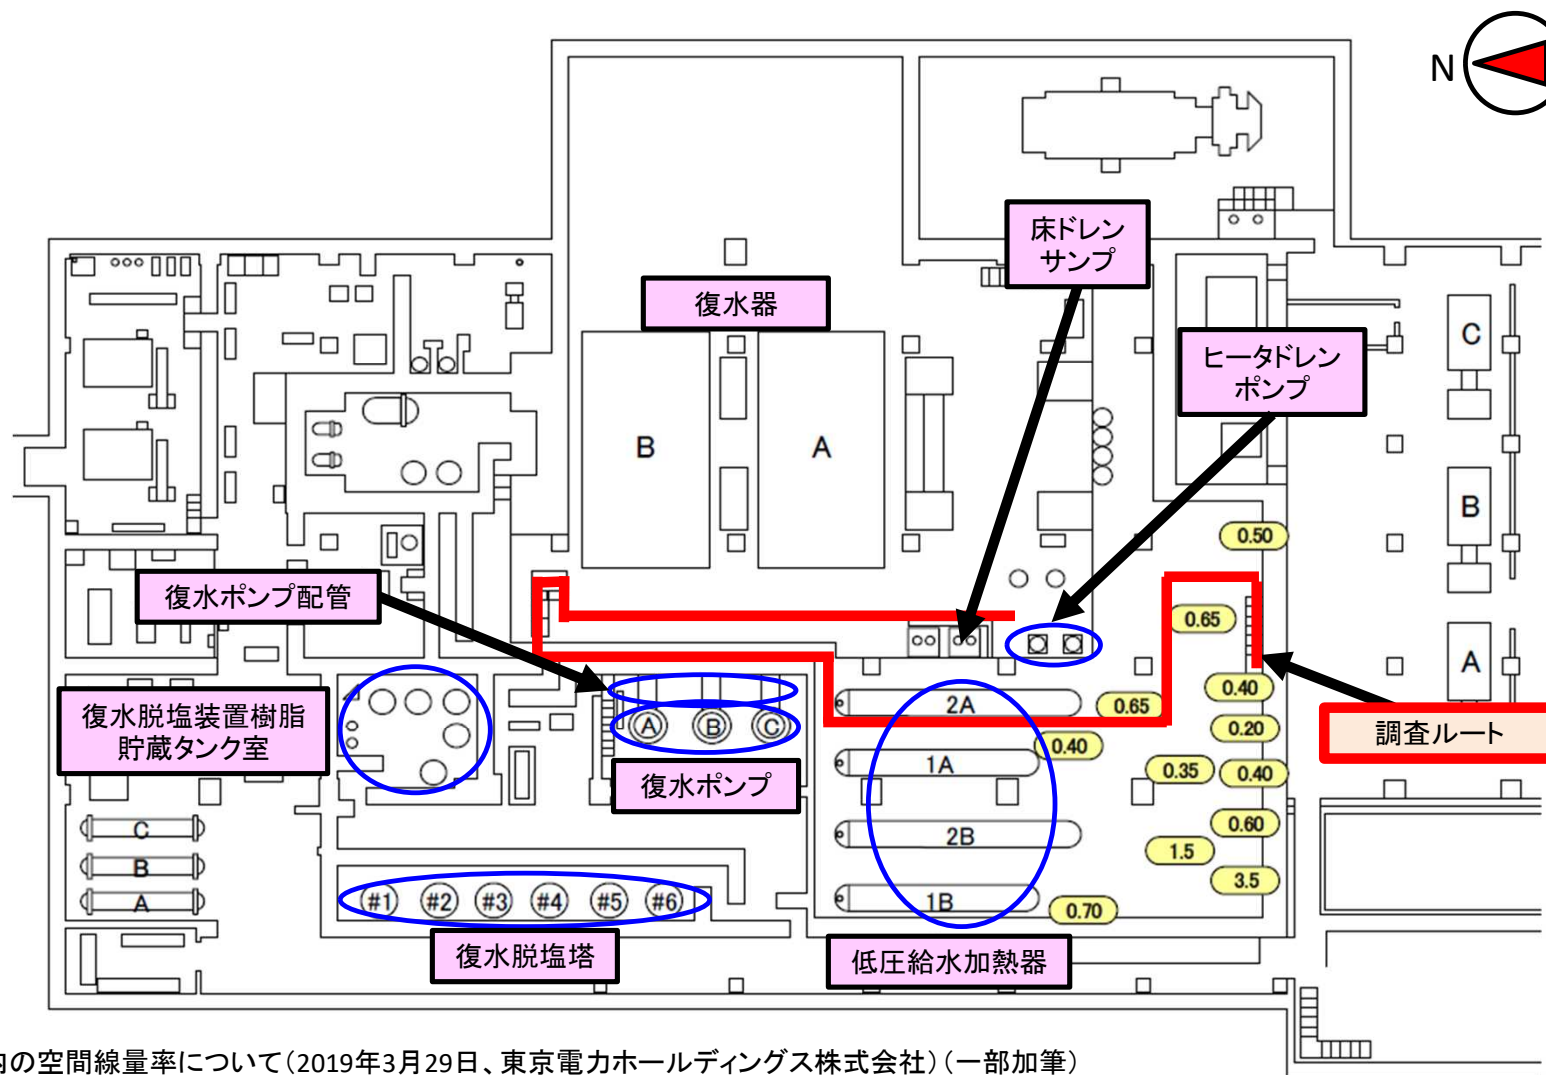 N
床ドレン
サンプ
復水器
ヒータドレン
ポンプ
C
B
A
B
0.50
復水ポンプ配管
0.65
A
0.40
復水脱塩装置樹脂
貯蔵タンク室
2A
0.65
A
B
C
0.20
調査ルート
0.40
1A
0.35
0.40
復水ポンプ
C
2B
0.60
B
1.5
3.5
A
#1
#2
#3
#4
#5
#6
1B
0.70
復水脱塩塔
低圧給水加熱器
内の空間線量率について(2019年3月29日、東京電力ホールディングス株式会社)(一部加筆)